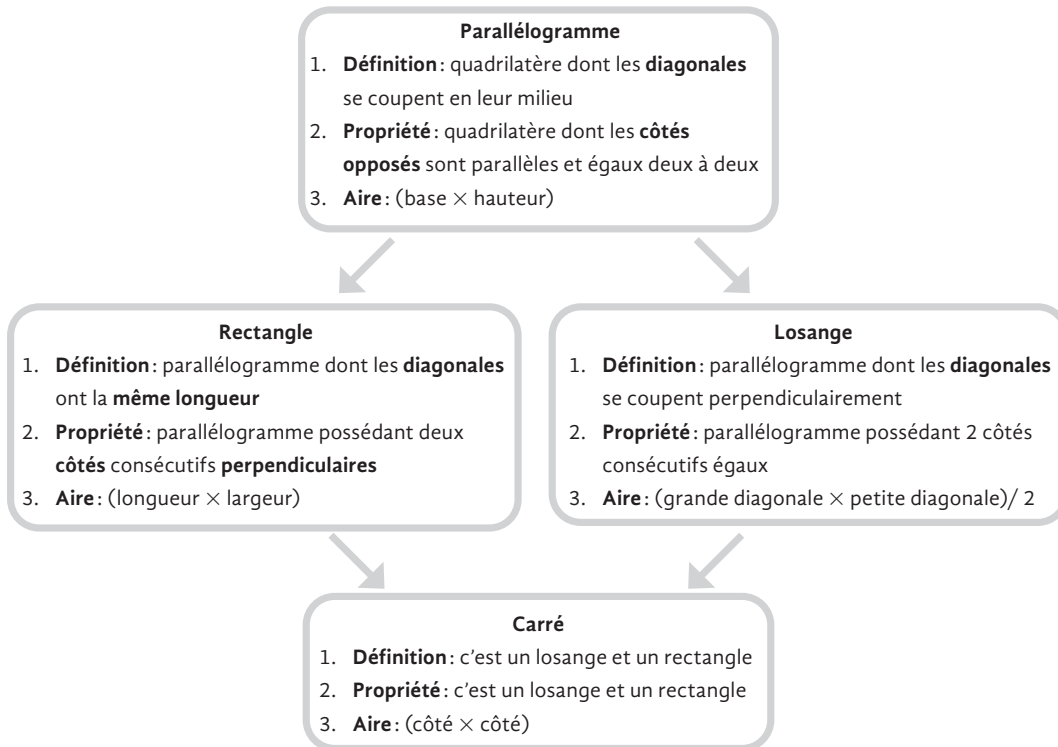 Parallélogramme
1. Définition : quadrilatère dont les diagonales
se coupent en leur milieu
2. Propriété : quadrilatère dont les côtés
opposés sont parallèles et égaux deux à deux
3. Aire : (base × hauteur)
Rectangle
1. Définition : parallélogramme dont les diagonales
ont la même longueur
2. Propriété : parallélogramme possédant deux
côtés consécutifs perpendiculaires
3. Aire : (longueur × largeur)
Losange
1. Définition : parallélogramme dont les diagonales
se coupent perpendiculairement
2. Propriété : parallélogramme possédant 2 côtés
consécutifs égaux
3. Aire : (grande diagonale × petite diagonale)/ 2
Carré
1. Définition : c'est un losange et un rectangle
2. Propriété : c'est un losange et un rectangle
3. Aire : (côté × côté)